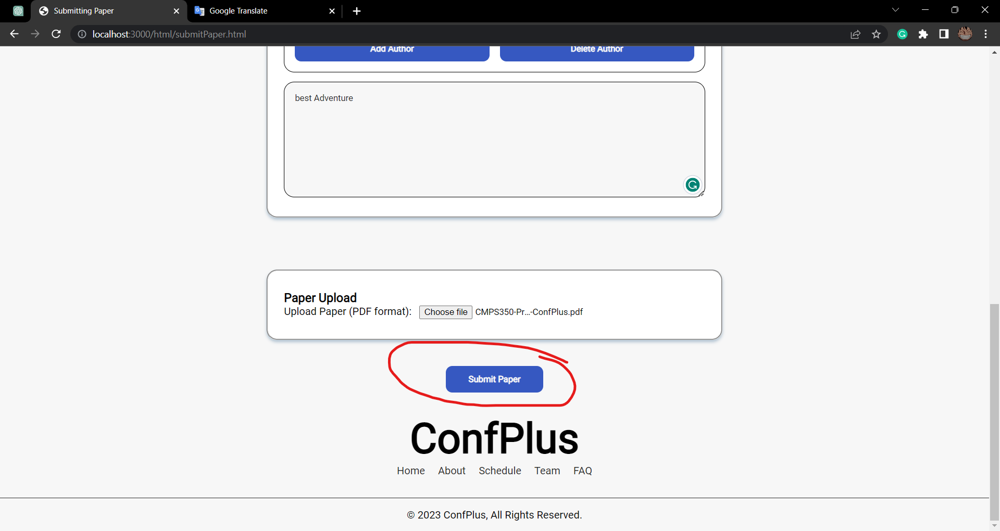 Submitting Paper
Google Translate
localhost:3000/html/submitPaper.html
Add Author
Delete Author
best Adventure
Paper Upload
Upload Paper (PDF format): Choose file CMPS350-Pr...-ConfPlus.pdf
Submit Paper
ConfPlus
Home About Schedule Team FAQ
© 2023 ConfPlus, All Rights Reserved.